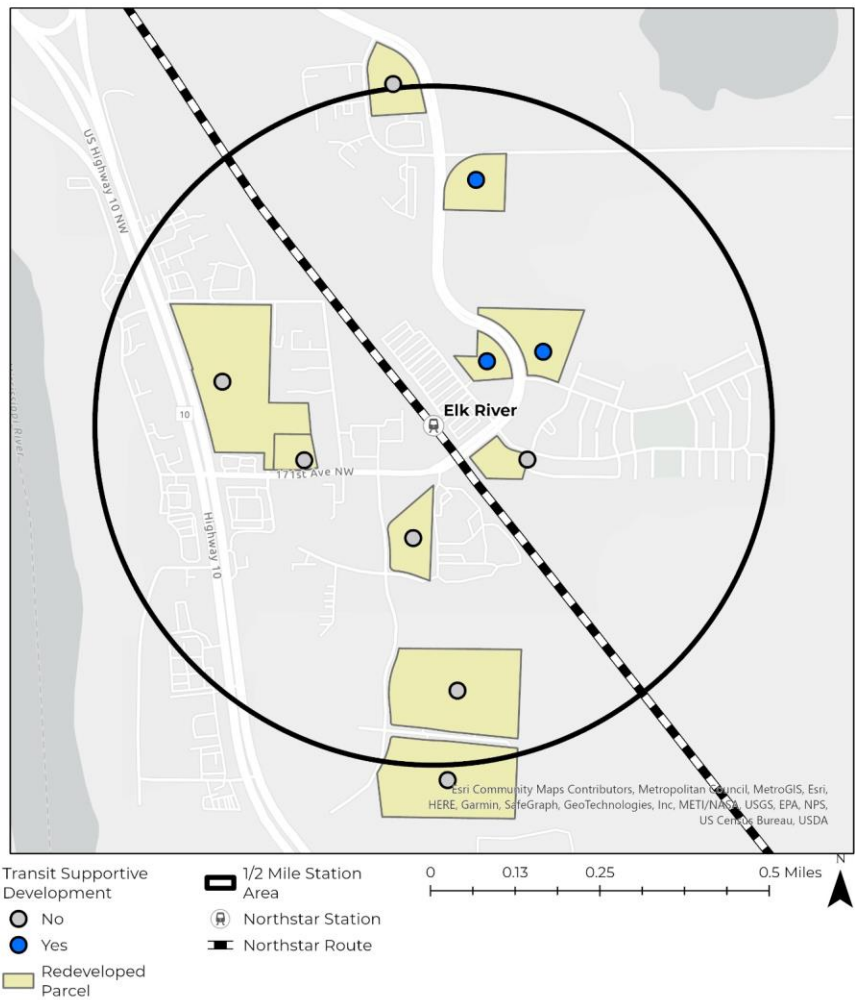 US Highway 10 NW
Elk River
10
171st Ave NW
Highway 10
Mississippi River
Esri Community Maps Contributors, Metropolitan Council, MetroGIS, Esri,
HERE, Garmin, SafeGraph, GeoTechnologies, Inc, METI/NASA, USGS, EPA, NPS,
US Census Bureau, USDA
Transit Supportive
Development
No
Yes
Redeveloped
Parcel
1/2 Mile Station
Area
Northstar Station
Northstar Route
0 0.13 0.25 0.5 Miles
N